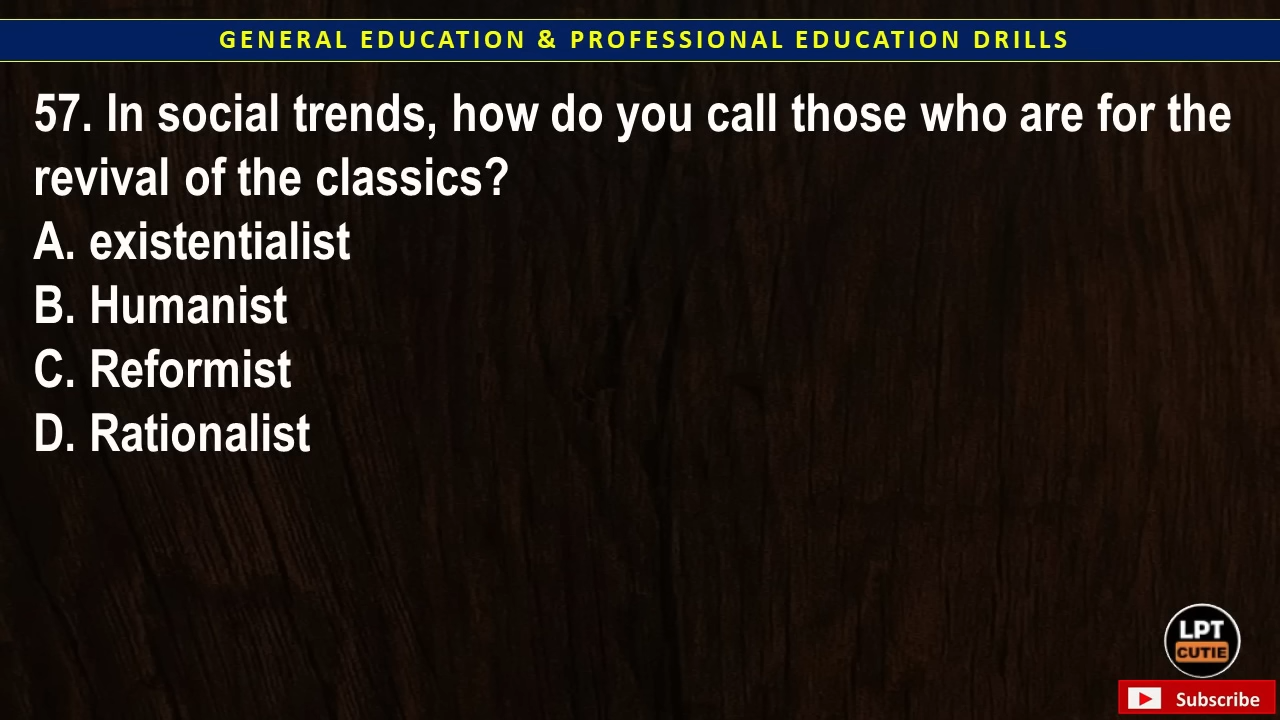 GENERAL EDUCATION & PROFESSIONAL EDUCATION DRILLS
57. In social trends, how do you call those who are for the
revival of the classics?
A. existentialist
B. Humanist
C. Reformist
D. Rationalist
LPT
CUTIE
Subscribe